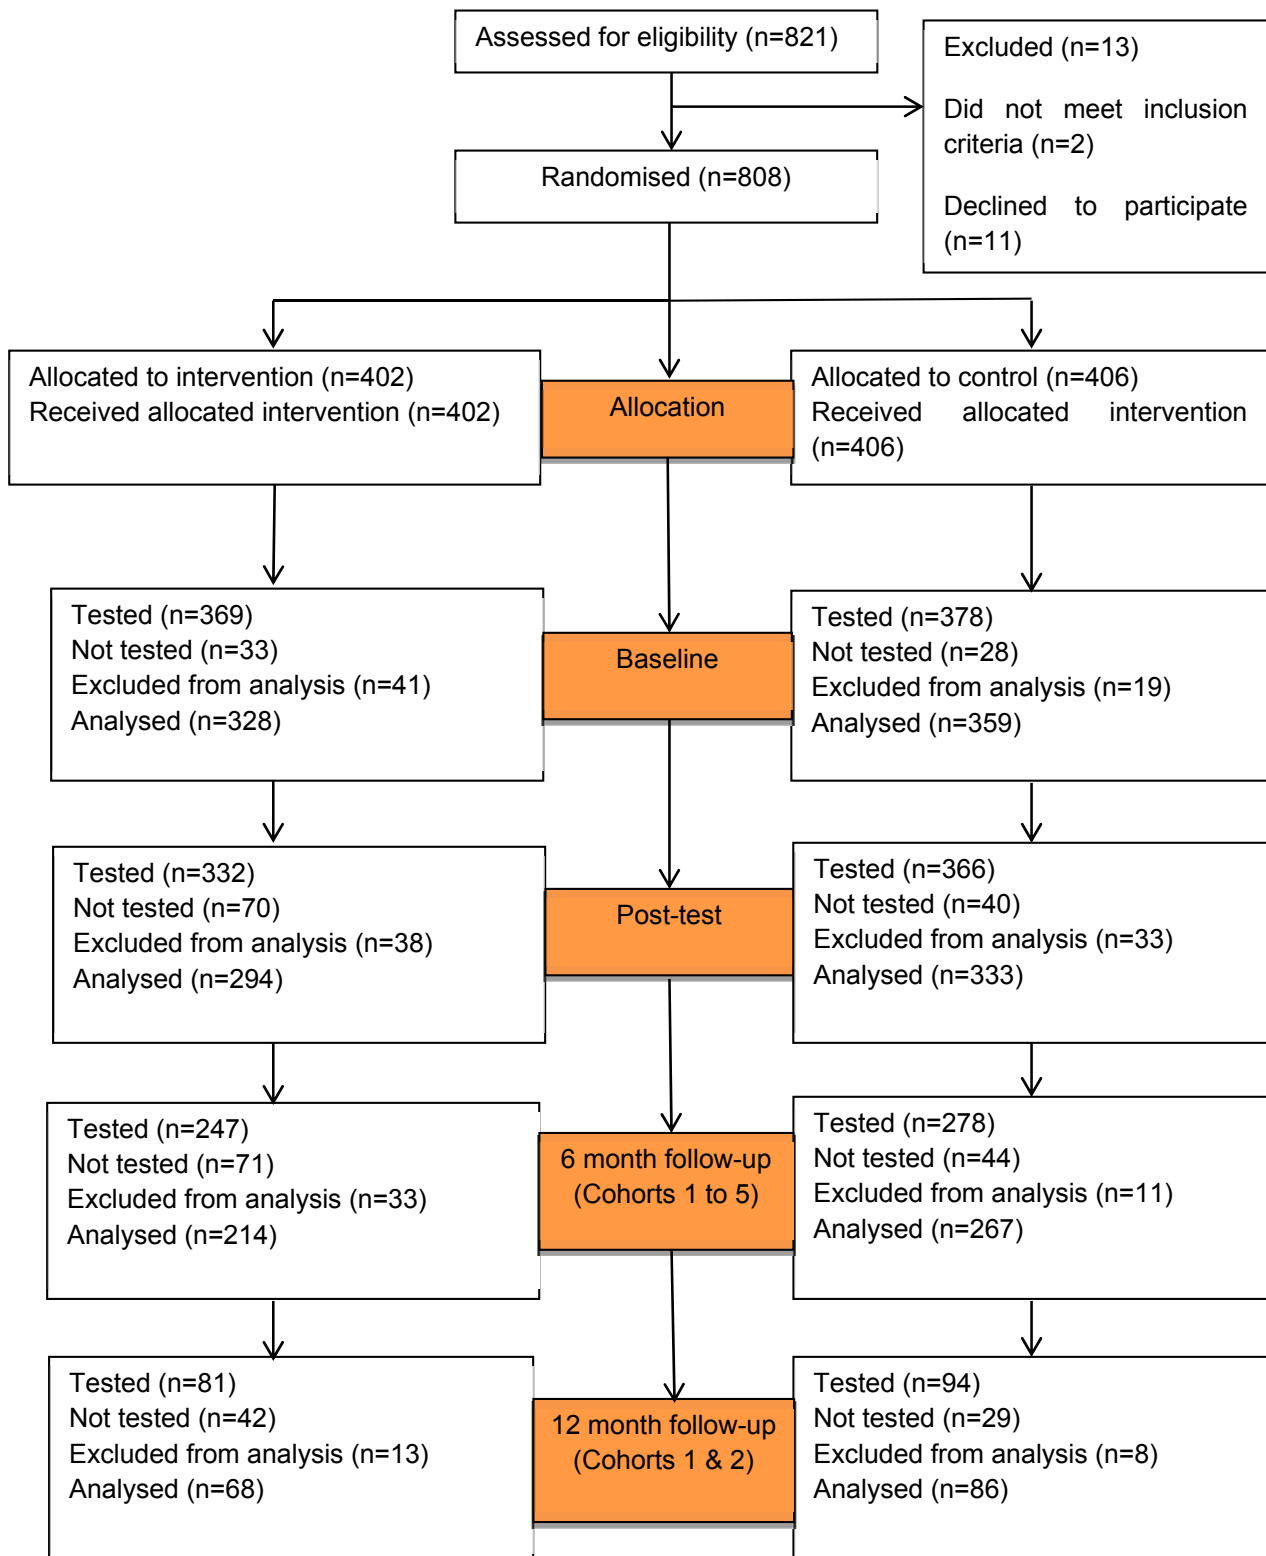 Assessed for eligibility (n=821)
Excluded (n=13)
Did not meet inclusion
criteria (n=2)
Declined to participate
(n=11)
Randomised (n=808)
Allocated to intervention (n=402)
Received allocated intervention (n=402)
Allocation
Allocated to control (n=406)
Received allocated intervention
(n=406)
Tested (n=369)
Not tested (n=33)
Excluded from analysis (n=41)
Analysed (n=328)
Baseline
Tested (n=378)
Not tested (n=28)
Excluded from analysis (n=19)
Analysed (n=359)
Tested (n=332)
Not tested (n=70)
Excluded from analysis (n=38)
Analysed (n=294)
Post-test
Tested (n=366)
Not tested (n=40)
Excluded from analysis (n=33)
Analysed (n=333)
Tested (n=247)
Not tested (n=71)
Excluded from analysis (n=33)
Analysed (n=214)
6 month follow-up
(Cohorts 1 to 5)
Tested (n=278)
Not tested (n=44)
Excluded from analysis (n=11)
Analysed (n=267)
Tested (n=81)
Not tested (n=42)
Excluded from analysis (n=13)
Analysed (n=68)
12 month follow-up
(Cohorts 1 & 2)
Tested (n=94)
Not tested (n=29)
Excluded from analysis (n=8)
Analysed (n=86)